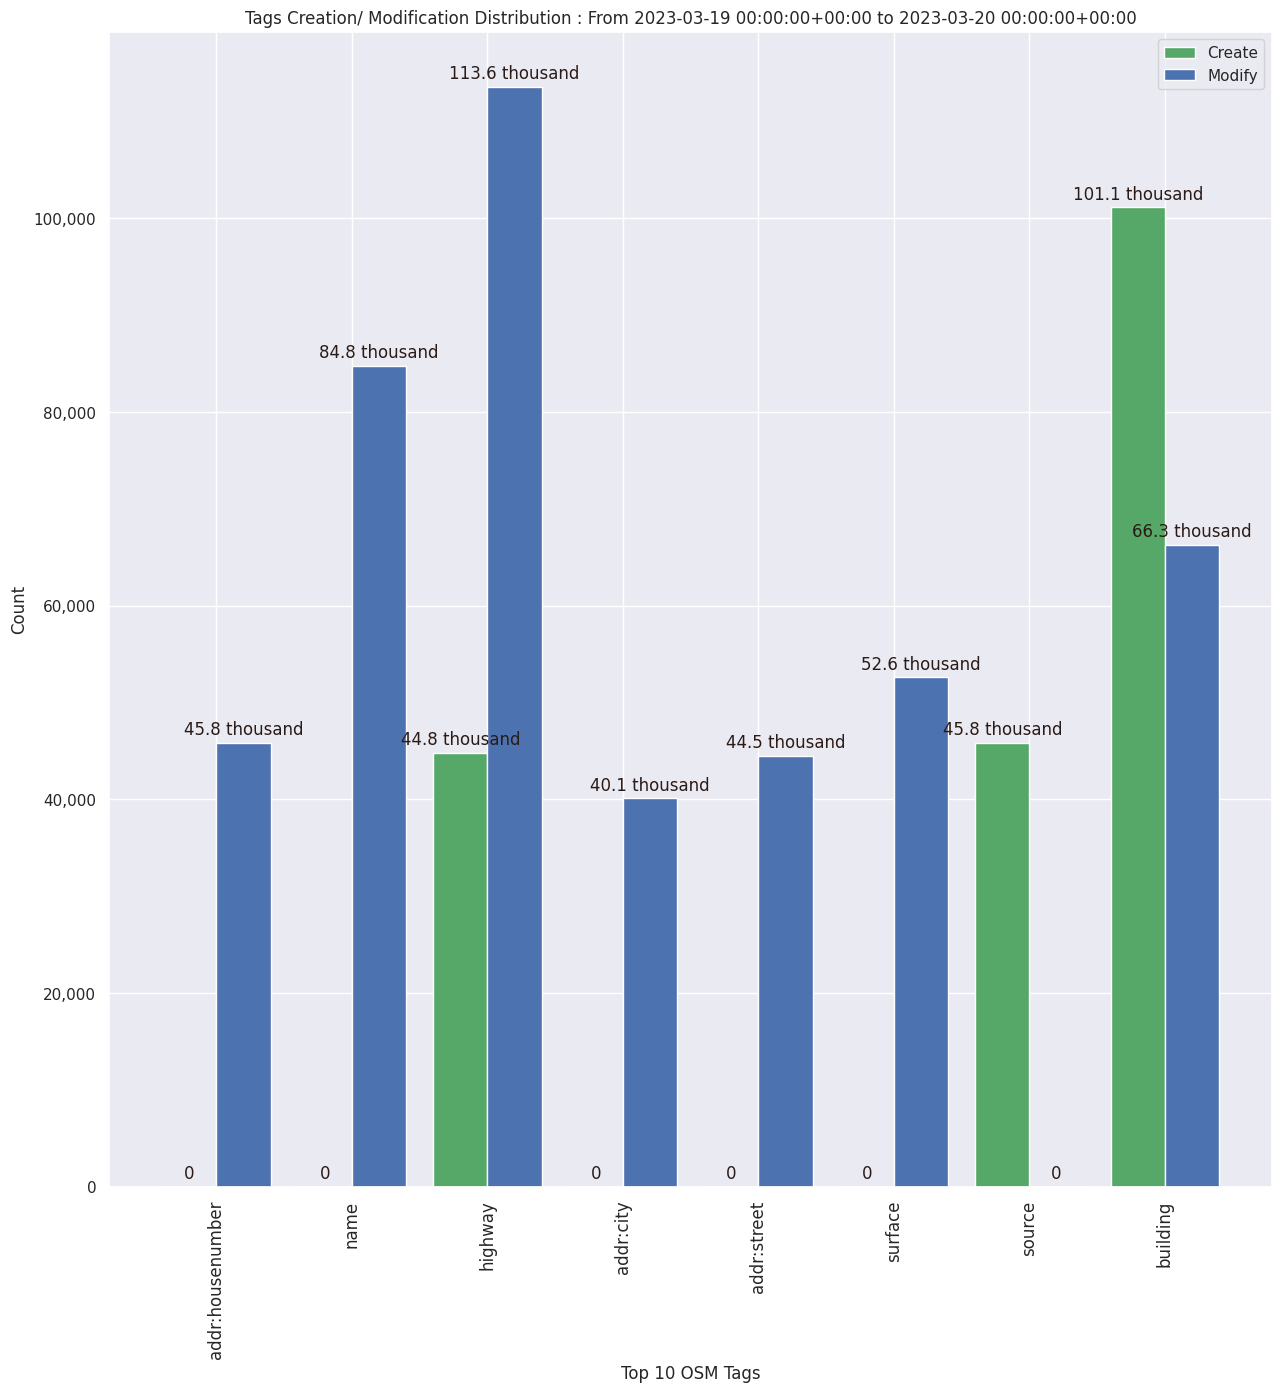 Tags Creation/ Modification Distribution : From 2023-03-19 00:00:00+00:00 to 2023-03-20 00:00:00+00:00
Create
Modify
113.6 thousand
101.1 thousand
84.8 thousand
66.3 thousand
52.6 thousand
45.8 thousand
44.8 thousand
44.5 thousand
45.8 thousand
40.1 thousand
0
0
0
0
0
0
100,000
80,000
60,000
40,000
20,000
0
Count
addr:housenumber
name
highway
addr:city
addr:street
surface
source
building
Top 10 OSM Tags